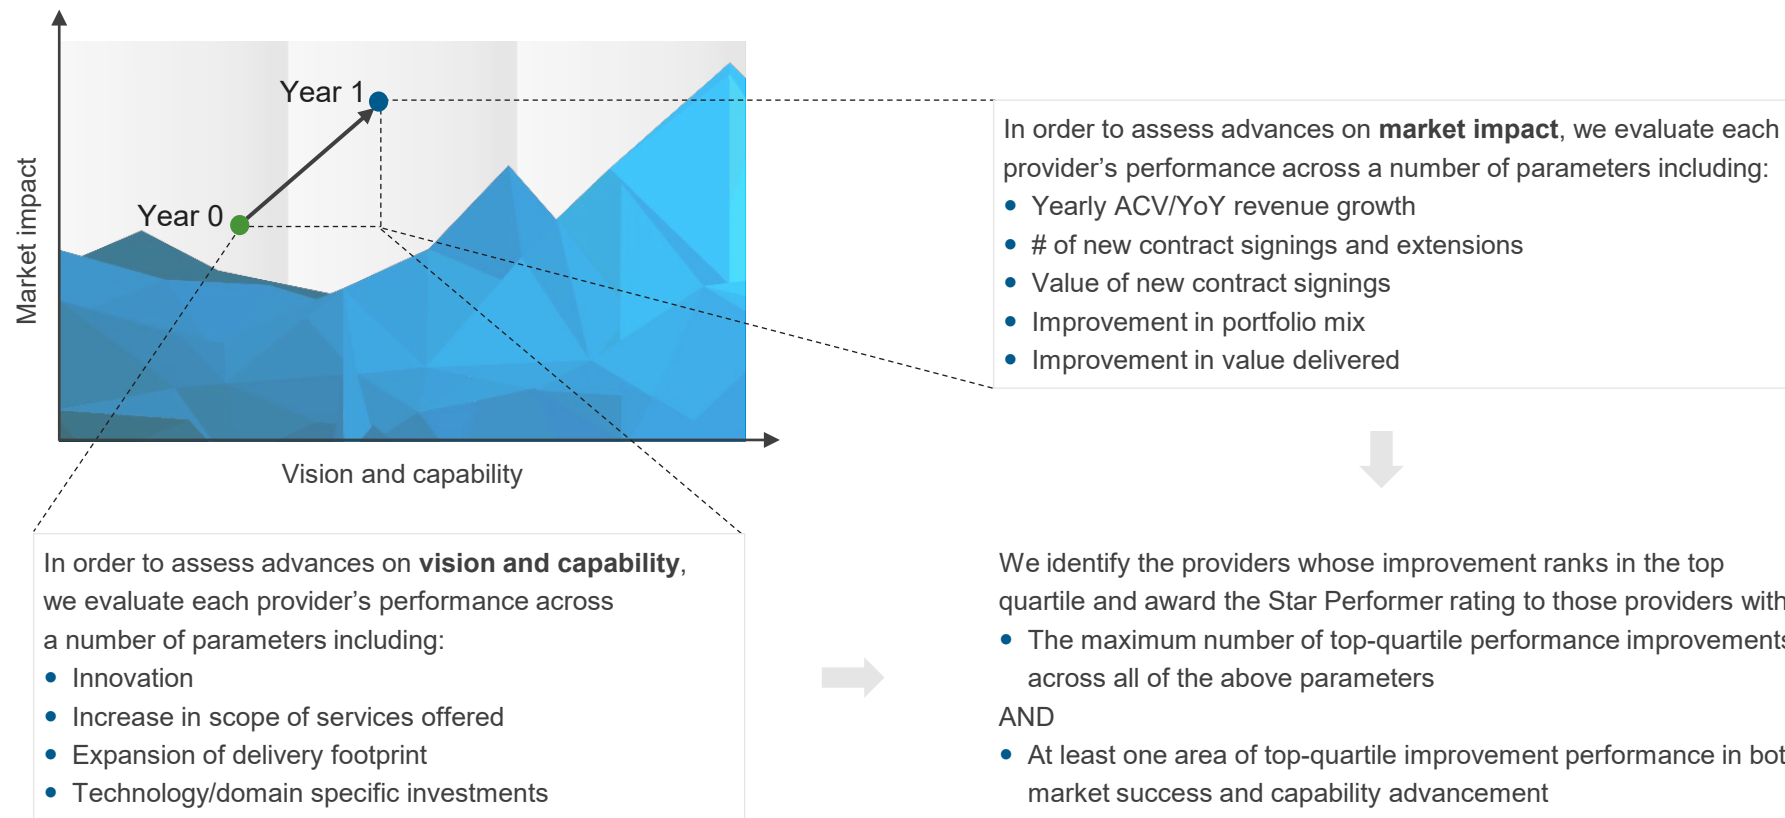 Year 1
Year 0
Market impact
Vision and capability
In order to assess advances on market impact, we evaluate each
provider’s performance across a number of parameters including:
• Yearly ACV/YoY revenue growth
• # of new contract signings and extensions
• Value of new contract signings
• Improvement in portfolio mix
• Improvement in value delivered
In order to assess advances on vision and capability,
we evaluate each provider’s performance across
a number of parameters including:
• Innovation
• Increase in scope of services offered
• Expansion of delivery footprint
• Technology/domain specific investments
We identify the providers whose improvement ranks in the top
quartile and award the Star Performer rating to those providers with
• The maximum number of top-quartile performance improvements
across all of the above parameters
AND
• At least one area of top-quartile improvement performance in bot
market success and capability advancement